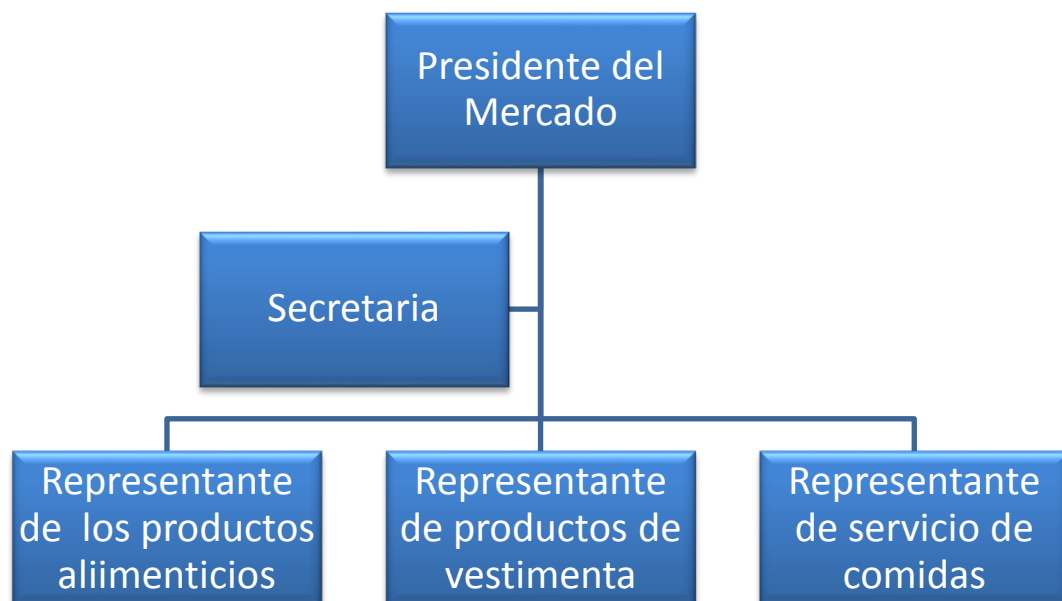 Presidente del
Mercado
Secretaria
Representante
de los productos
aliimenticios
Representante
de productos de
vestimenta
Representante
de servicio de
comidas